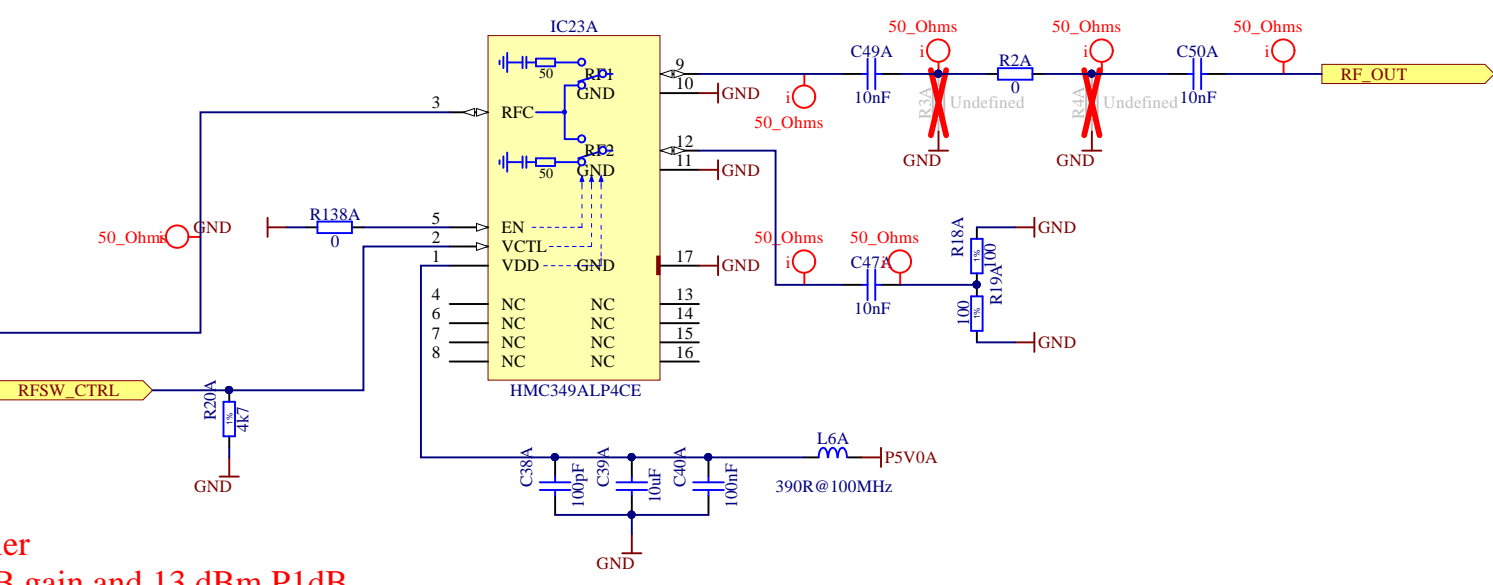 IC23A
50_Ohms
50_Ohms
50_Ohms
C49A
R2A
C50A
9
RF1
50
i
i
i
RF_OUT
GND
10
GND
10nF
R3A
Undefined
0
R4A
Undefined
10nF
3
RFC
i
50_Ohms
12
RF2
11
GND
GND
GND
50
GND
R138A
0
GND
50_Ohms
i
5
EN
2
VCTL
1
VDD
GND
17
GND
50_Ohms
50_Ohms
i
i
C47A
10nF
R18A
1%
100
GND
R19A
1%
100
GND
4
NC
NC
13
6
NC
NC
14
7
NC
NC
15
8
NC
NC
16
HMC349ALP4CE
RFSW_CTRL
R20A
1%
4k7
GND
L6A
P5V0A
390R@100MHz
C38A
100pF
C39A
10uF
C40A
100nF
GND
er
B gain and 13 dBm P1dB